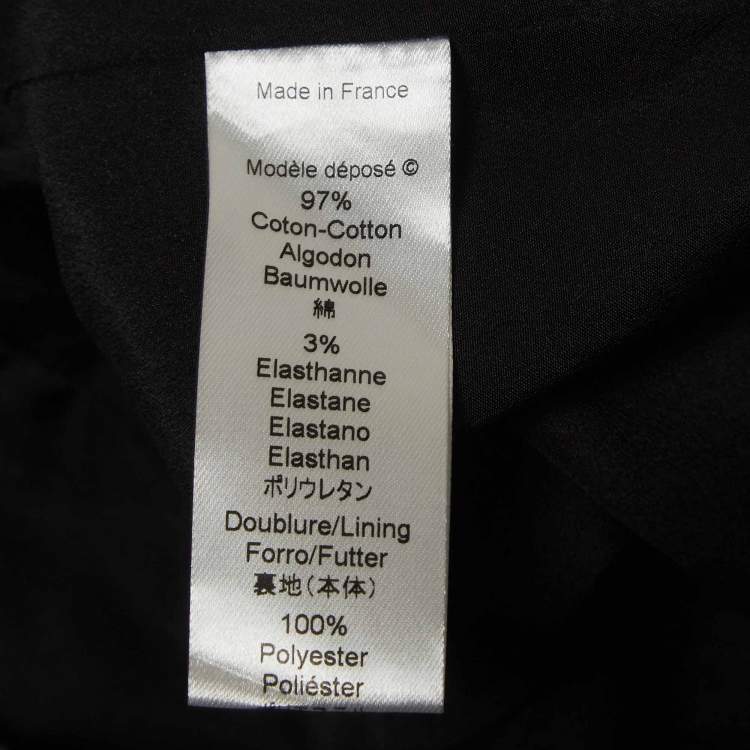 Made in France
Modèle déposé ©
97%
Coton-Cotton
Algodon
Baumwolle
綿
3%
Elasthanne
Elastane
Elastano
Elasthan
ポリウレタン
Doublure/Lining
Forro/Futter
裏地(本体)
100%
Polyester
Poliéster